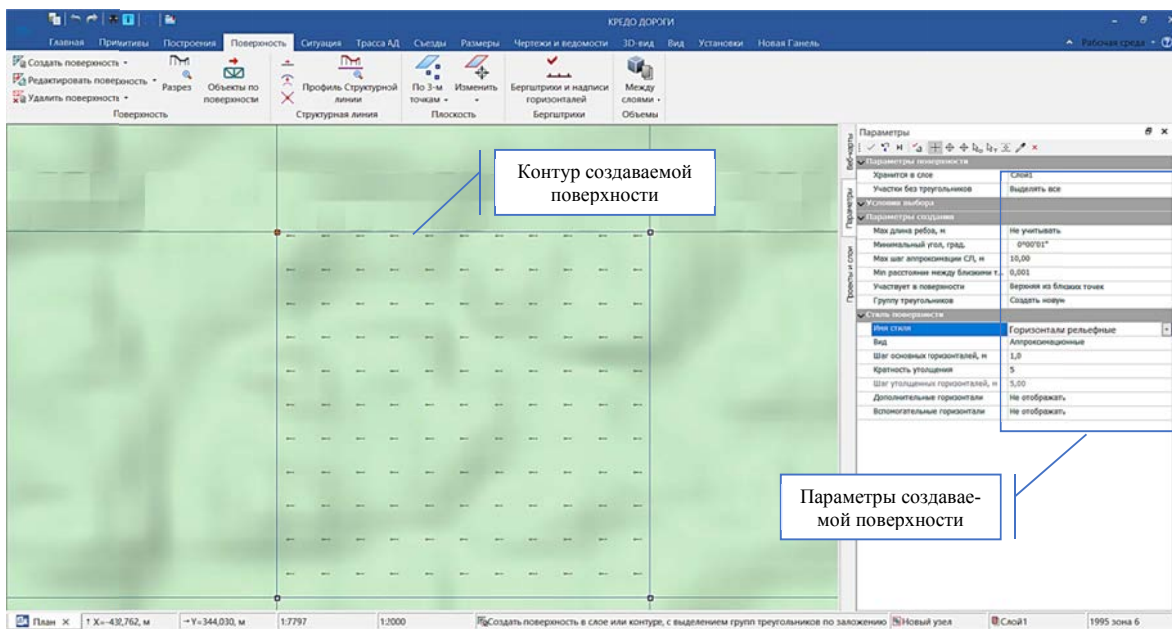 КРЕДО ДОРОГИ
Главная Примитивы Построения Поверхность Ситуация Трасса АД Съезды Размеры Чертежи и ведомости 3D-вид Вид Установки Новая Панель Рабочая среда
Создать поверхность
Редактировать поверхность
Удалить поверхность
Разрез
Объекты по поверхности
Поверхность
Профиль Структурной линии
Структурная линия
По 3-м точкам
Изменить
Плоскость
Бергштрихи и надписи горизонталей
Бергштрихи
Между слоями
Объемы
Контур создаваемой
поверхности
Веб-карты
Параметры
Проекты и слои
Параметры
Параметры поверхности
Хранится в слое Слой1
Участки без треугольников Выделять все
Условия выбора
Параметры создания
Max длина ребра, м Не учитывать
Минимальный угол, град. 0°00'01"
Max шаг аппроксимации СЛ, м 10,00
Min расстояние между близкими т... 0,001
Участвует в поверхности Верхняя из близких точек
Группу треугольников Создать новую
Стиль поверхности
Имя стиля Горизонтали рельефные
Вид Аппроксимационные
Шаг основных горизонталей, м 1,0
Кратность утолщения 5
Шаг утолщенных горизонталей, м 5,00
Дополнительные горизонтали Не отображать
Вспомогательные горизонтали Не отображать
Параметры создавае-
мой поверхности
План X=-432,762, м Y=344,030, м 1:7797 1:2000 Создать поверхность в слое или контуре, с выделением групп треугольников по заложению Новый узел Слой1 1995 зона 6